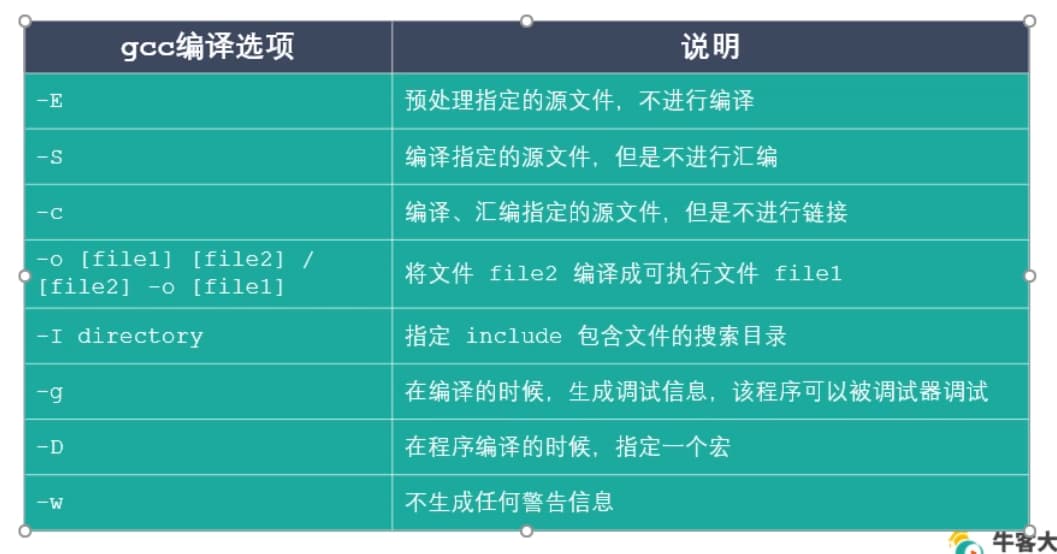 gcc编译选项
说明
-E
预处理指定的源文件，不进行编译
-S
编译指定的源文件，但是不进行汇编
-c
编译、汇编指定的源文件，但是不进行链接
-o [file1] [file2] /
[file2] -o [file1]
将文件 file2 编译成可执行文件 file1
-I directory
指定 include 包含文件的搜索目录
-g
在编译的时候，生成调试信息，该程序可以被调试器调试
-D
在程序编译的时候，指定一个宏
-w
不生成任何警告信息
牛客大